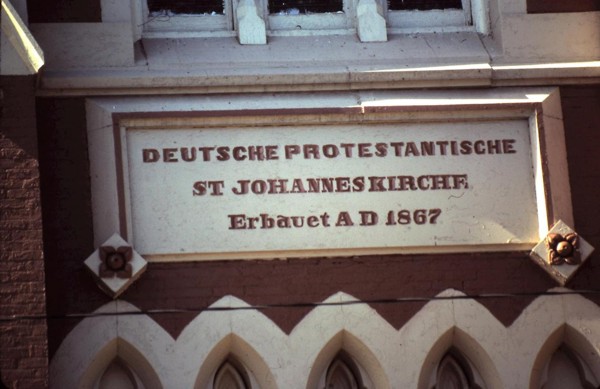 DEUTSCHE PROTESTANTISCHE
ST JOHANNES KIRCHE
Erbauet A D 1867